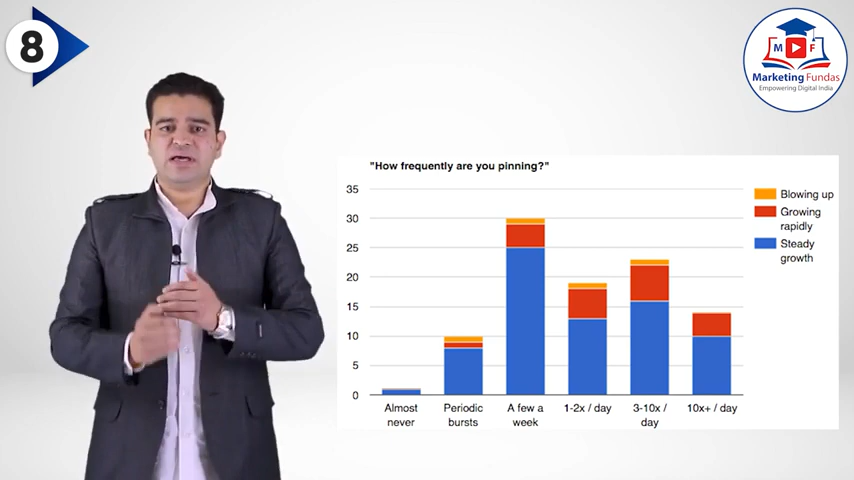 8
M F
Marketing Fundas
Empowering Digital India
"How frequently are you pinning?"
35
30
25
20
15
10
5
0
Almost
never
Periodic
bursts
A few a
week
1-2x / day
3-10x /
day
10x+ / day
Blowing up
Growing
rapidly
Steady
growth